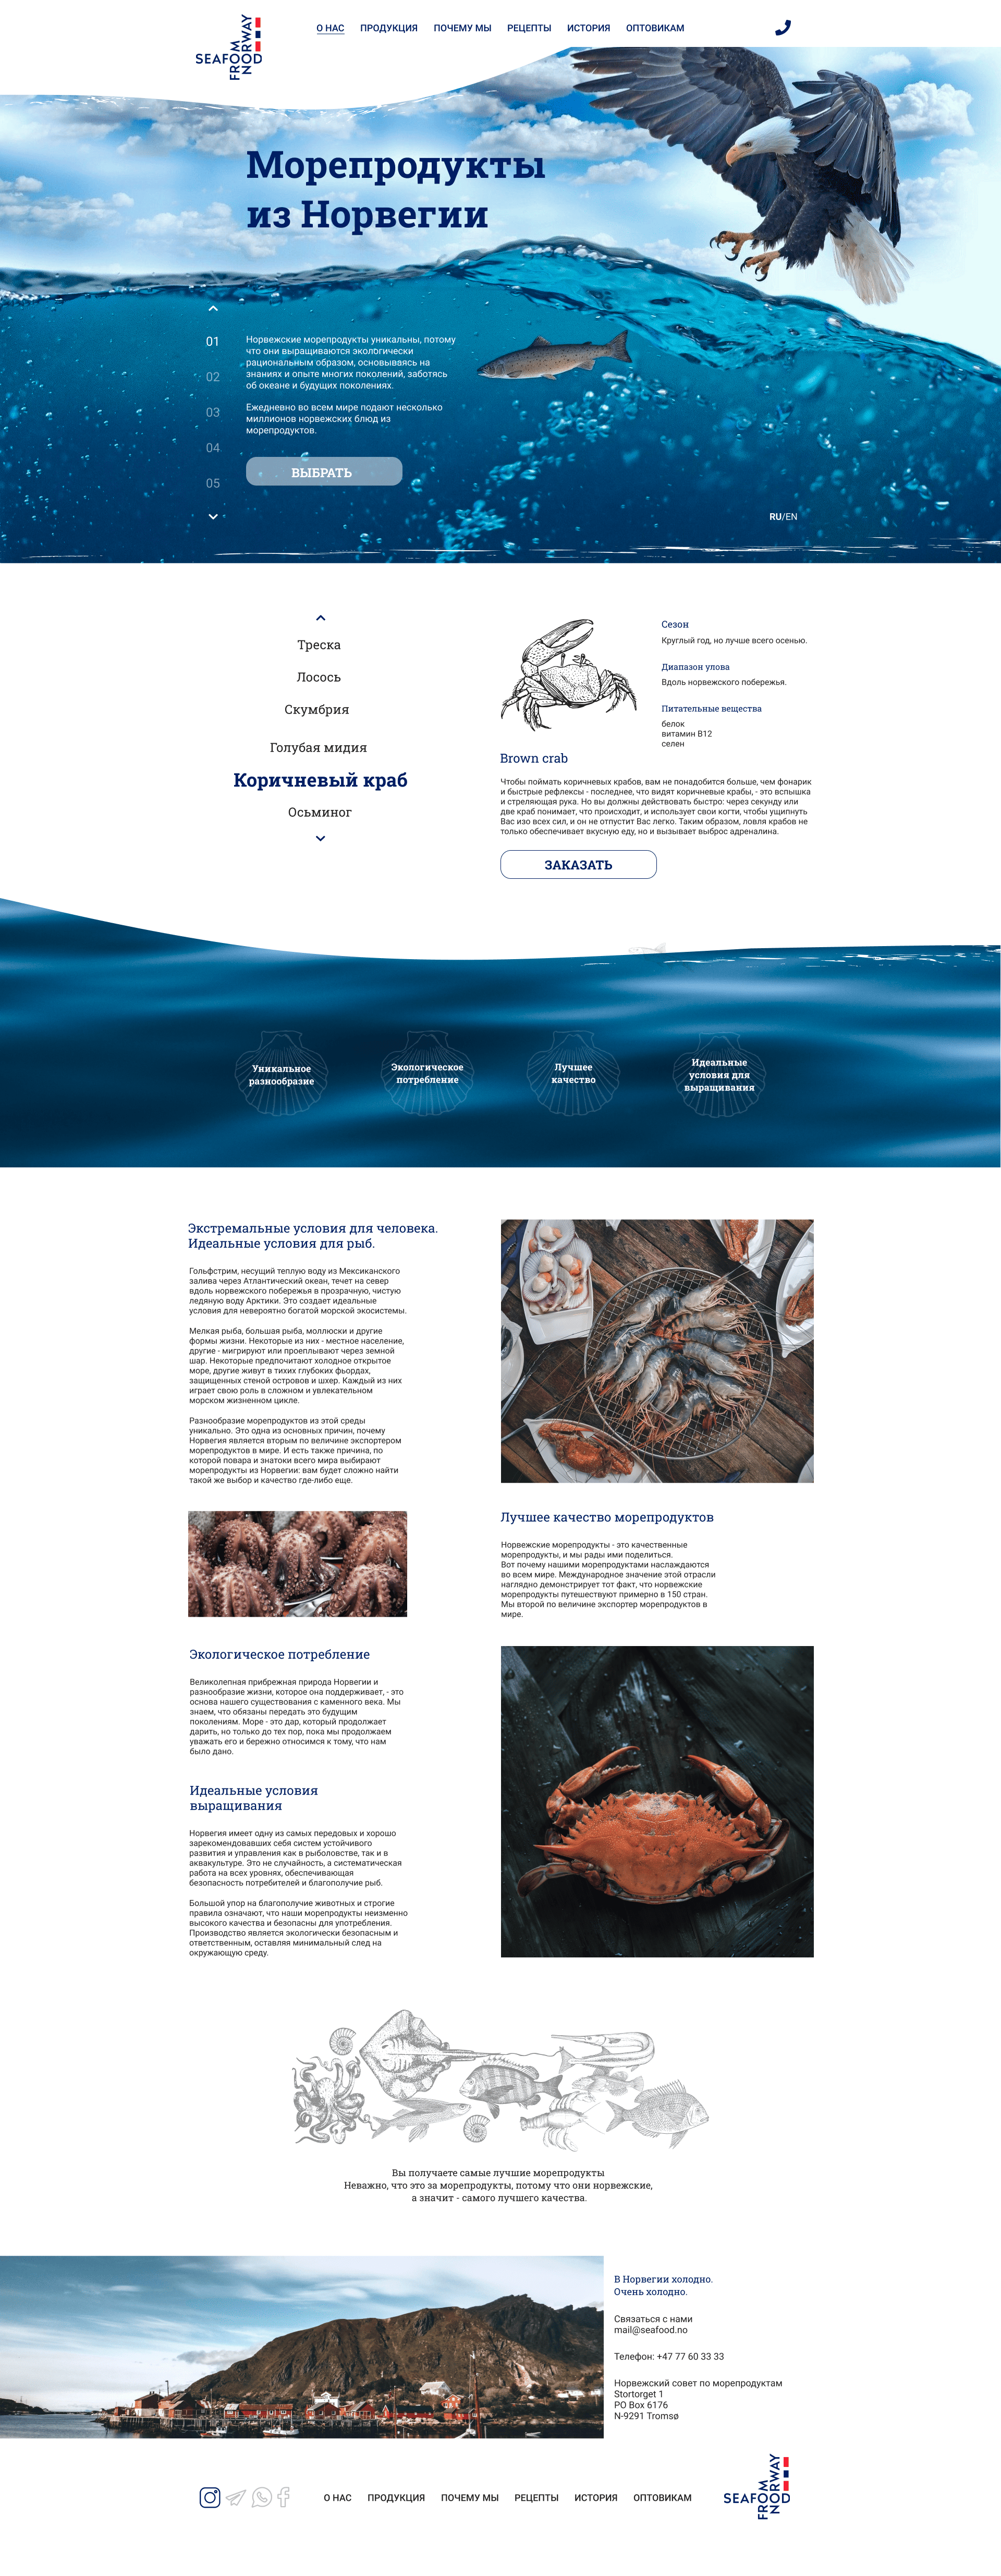 SEAFOOD
FROM
NORWAY
О НАС
ПРОДУКЦИЯ
ПОЧЕМУ МЫ
РЕЦЕПТЫ
ИСТОРИЯ
ОПТОВИКАМ
Морепродукты
из Норвегии
01
02
03
04
05
Норвежские морепродукты уникальны, потому
что они выращиваются экологически
рациональным образом, основываясь на
знаниях и опыте многих поколений, заботясь
об океане и будущих поколениях.
Ежедневно во всем мире подают несколько
миллионов норвежских блюд из
морепродуктов.
ВЫБРАТЬ
RU/EN
Треска
Лосось
Скумбрия
Голубая мидия
Коричневый краб
Осьминог
Сезон
Круглый год, но лучше всего осенью.
Диапазон улова
Вдоль норвежского побережья.
Питательные вещества
белок
витамин B12
селен
Brown crab
Чтобы поймать коричневых крабов, вам не понадобится больше, чем фонарик
и быстрые рефлексы - последнее, что видят коричневые крабы, - это вспышка
и стреляющая рука. Но вы должны действовать быстро: через секунду или
две краб понимает, что происходит, и использует свои когти, чтобы ущипнуть
Вас изо всех сил, и он не отпустит Вас легко. Таким образом, ловля крабов не
только обеспечивает вкусную еду, но и вызывает выброс адреналина.
ЗАКАЗАТЬ
Уникальное
разнообразие
Экологическое
потребление
Лучшее
качество
Идеальные
условия для
выращивания
Экстремальные условия для человека.
Идеальные условия для рыб.
Гольфстрим, несущий теплую воду из Мексиканского
залива через Атлантический океан, течет на север
вдоль норвежского побережья в прозрачную, чистую
ледяную воду Арктики. Это создает идеальные
условия для невероятно богатой морской экосистемы.
Мелкая рыба, большая рыба, моллюски и другие
формы жизни. Некоторые из них - местное население,
другие - мигрируют или проеплывают через земной
шар. Некоторые предпочитают холодное открытое
море, другие живут в тихих глубоких фьордах,
защищенных стеной островов и шхер. Каждый из них
играет свою роль в сложном и увлекательном
морском жизненном цикле.
Разнообразие морепродуктов из этой среды
уникально. Это одна из основных причин, почему
Норвегия является вторым по величине экспортером
морепродуктов в мире. И есть также причина, по
которой повара и знатоки всего мира выбирают
морепродукты из Норвегии: вам будет сложно найти
такой же выбор и качество где-либо еще.
Лучшее качество морепродуктов
Норвежские морепродукты - это качественные
морепродукты, и мы рады ими поделиться.
Вот почему нашими морепродуктами наслаждаются
во всем мире. Международное значение этой отрасли
наглядно демонстрирует тот факт, что норвежские
морепродукты путешествуют примерно в 150 стран.
Мы второй по величине экспортер морепродуктов в
мире.
Экологическое потребление
Великолепная прибрежная природа Норвегии и
разнообразие жизни, которое она поддерживает, - это
основа нашего существования с каменного века. Мы
знаем, что обязаны передать это будущим
поколениям. Море - это дар, который продолжает
дарить, но только до тех пор, пока мы продолжаем
уважать его и бережно относимся к тому, что нам
было дано.
Идеальные условия
выращивания
Норвегия имеет одну из самых передовых и хорошо
зарекомендовавших себя систем устойчивого
развития и управления как в рыболовстве, так и в
аквакультуре. Это не случайность, а систематическая
работа на всех уровнях, обеспечивающая
безопасность потребителей и благополучие рыб.
Большой упор на благополучие животных и строгие
правила означают, что наши морепродукты неизменно
высокого качества и безопасны для употребления.
Производство является экологически безопасным и
ответственным, оставляя минимальный след на
окружающую среду.
Вы получаете самые лучшие морепродукты
Неважно, что это за морепродукты, потому что они норвежские,
а значит - самого лучшего качества.
В Норвегии холодно.
Очень холодно.
Связаться с нами
mail@seafood.no
Телефон: +47 77 60 33 33
Норвежский совет по морепродуктам
Stortorget 1
PO Box 6176
N-9291 Tromsø
О НАС
ПРОДУКЦИЯ
ПОЧЕМУ МЫ
РЕЦЕПТЫ
ИСТОРИЯ
ОПТОВИКАМ
SEAFOOD
FROM
NORWAY